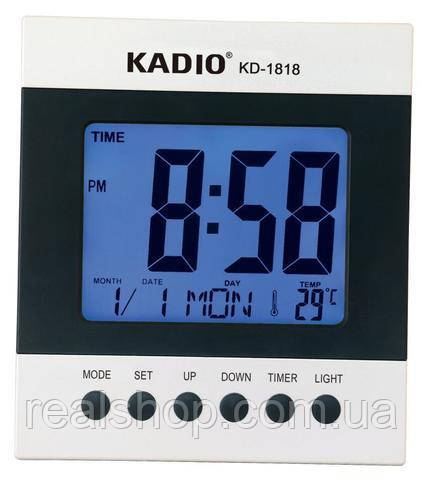 KADIO® KD-1818
TIME
PM 8:58
MONTH DATE DAY TEMP
1/ 1 MON 29°C
MODE SET UP DOWN TIMER LIGHT
realshop.com.ua